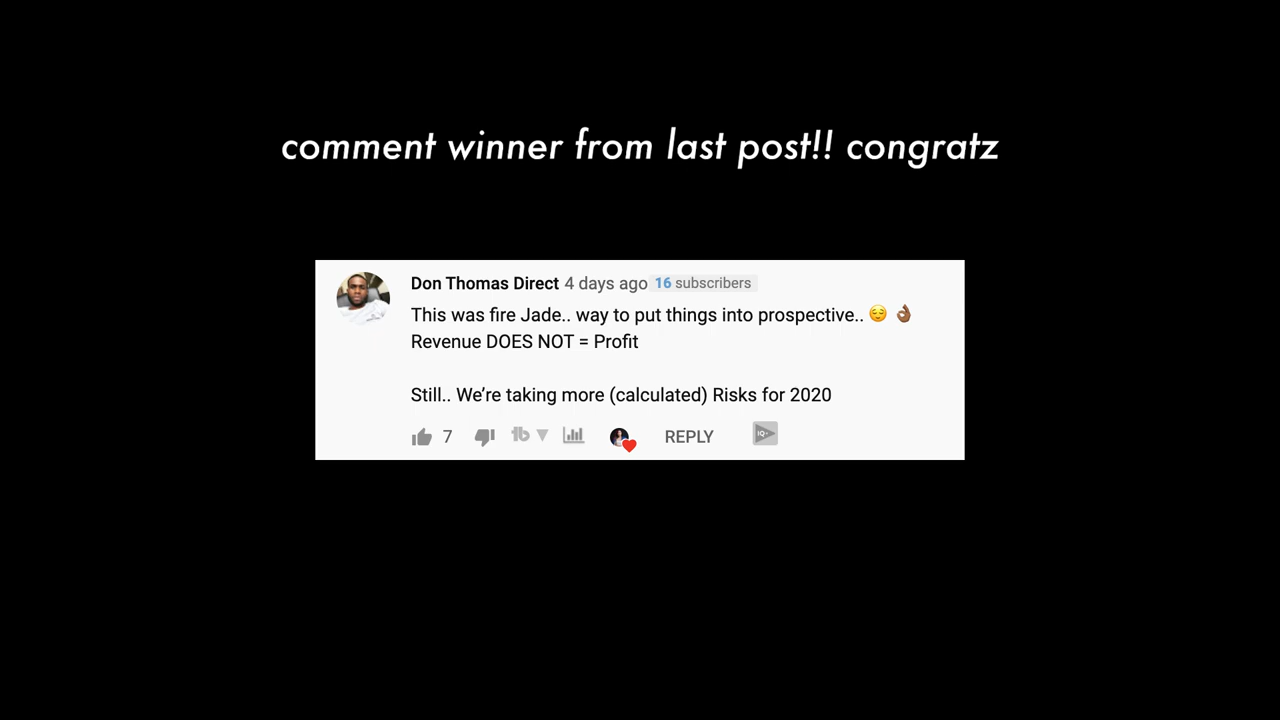 comment winner from last post!! congratz
Don Thomas Direct 4 days ago 16 subscribers
This was fire Jade.. way to put things into prospective.. 😌 👌🏾
Revenue DOES NOT = Profit
Still.. We’re taking more (calculated) Risks for 2020
7 tb REPLY IQ+